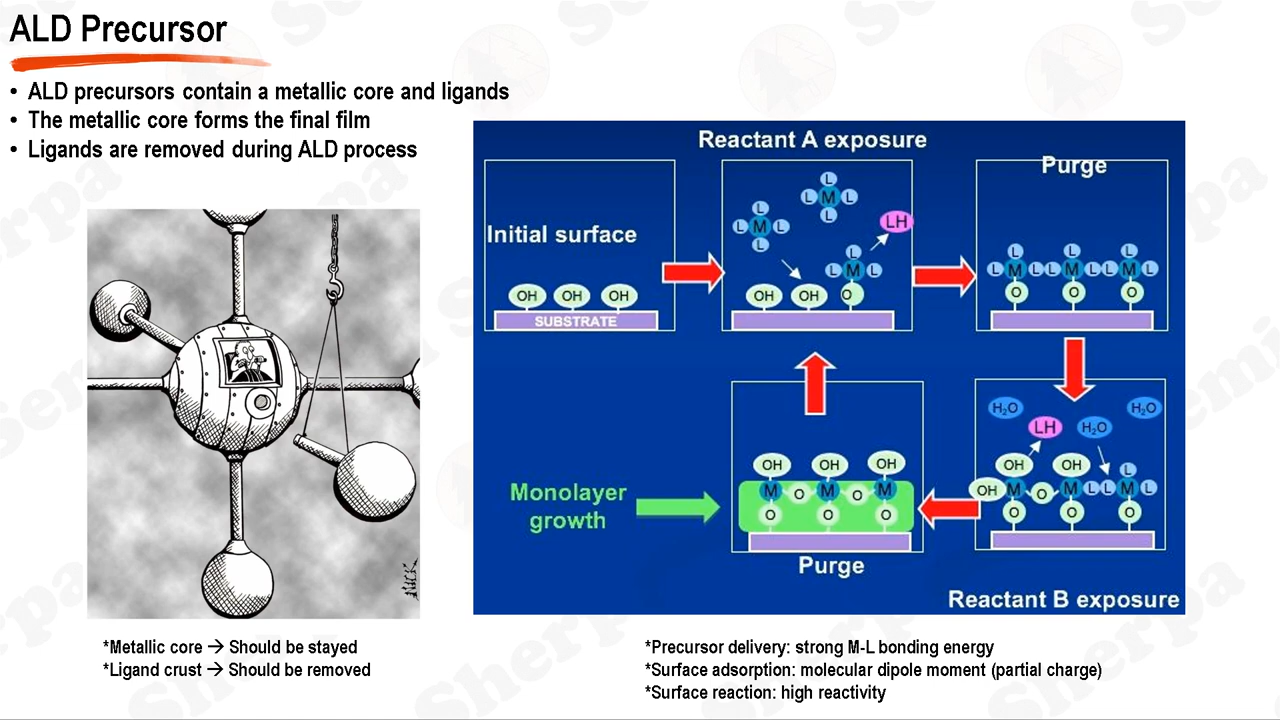 ALD Precursor
• ALD precursors contain a metallic core and ligands
• The metallic core forms the final film
• Ligands are removed during ALD process
Reactant A exposure
Purge
Initial surface
OH OH OH
SUBSTRATE
L L M L L
L L M L L
LH
L L M L
OH OH O
L L L
L M L L M L L M L
O O O
H₂O LH H₂O H₂O
OH OH L
OH M O M L L M L
O O O
Reactant B exposure
OH OH OH
M O M O M
O O O
Monolayer
growth
Purge
*Metallic core → Should be stayed
*Ligand crust → Should be removed
*Precursor delivery: strong M-L bonding energy
*Surface adsorption: molecular dipole moment (partial charge)
*Surface reaction: high reactivity
Sherpa
Semi